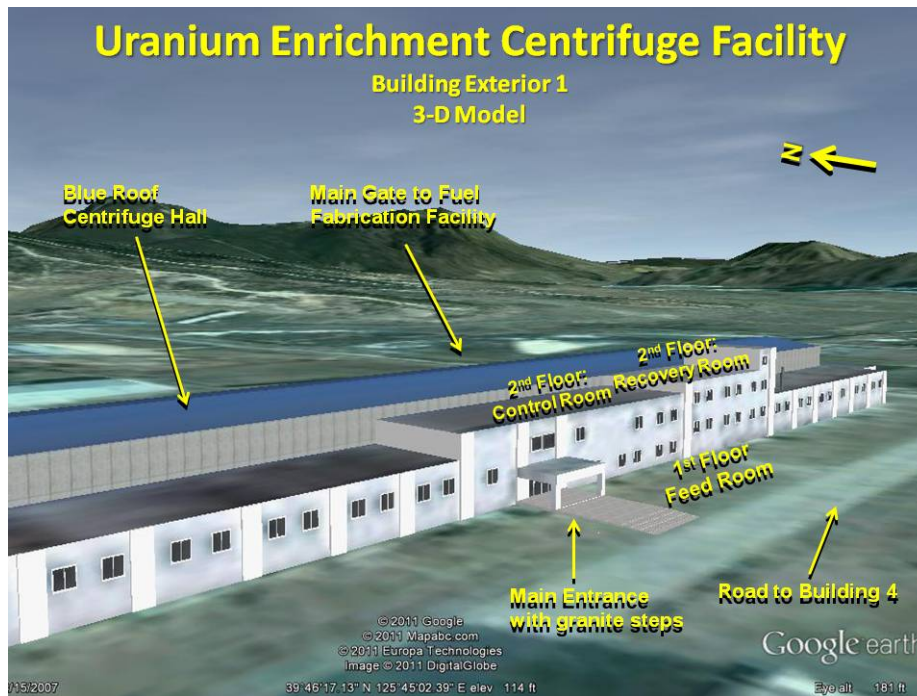 Uranium Enrichment Centrifuge Facility
Building Exterior 1
3-D Model
N
Blue Roof
Centrifuge Hall
Main Gate to Fuel
Fabrication Facility
2nd Floor:
Control Room
2nd Floor:
Recovery Room
1st Floor
Feed Room
Main Entrance
with granite steps
Road to Building 4
© 2011 Google
© 2011 Mapabc.com
© 2011 Europa Technologies
Image © 2011 DigitalGlobe
Google earth
/15/2007
39°46'17.13" N 125°45'02.39" E elev 114 ft
Eye alt 181 ft